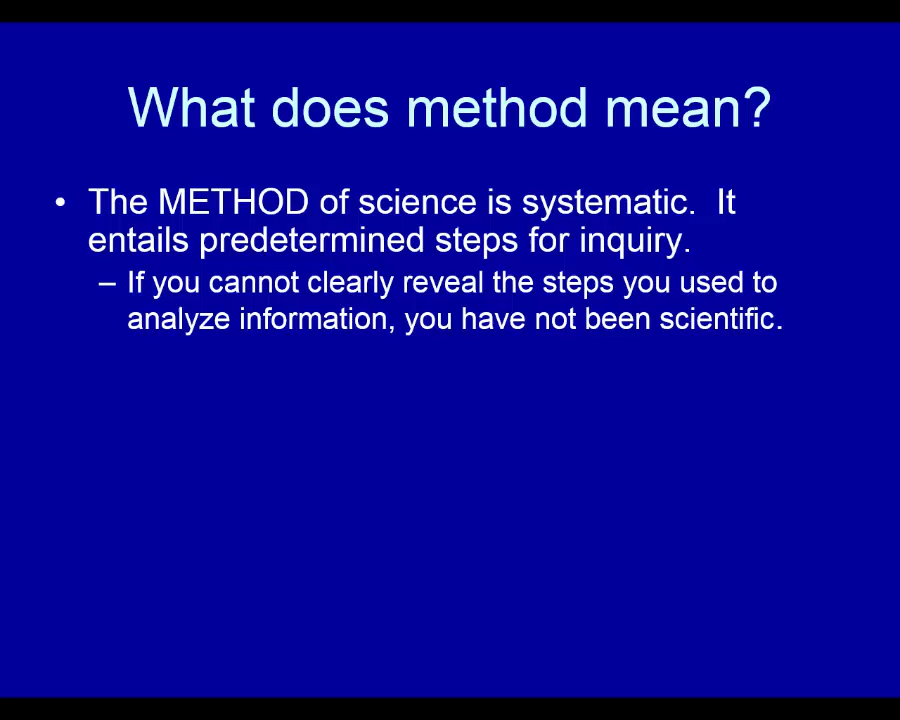 What does method mean?
• The METHOD of science is systematic.  It
entails predetermined steps for inquiry.
– If you cannot clearly reveal the steps you used to
analyze information, you have not been scientific.